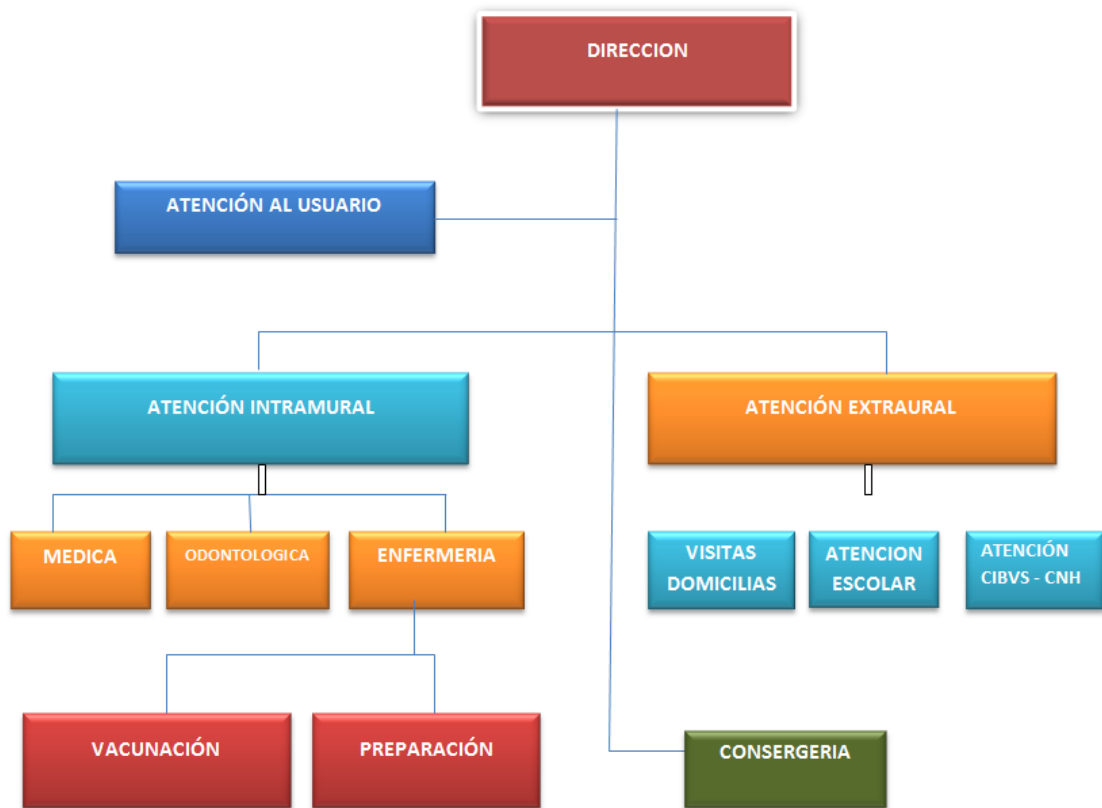 DIRECCION
ATENCIÓN AL USUARIO
ATENCIÓN INTRAMURAL
ATENCIÓN EXTRAURAL
MEDICA
ODONTOLOGICA
ENFERMERIA
VISITAS
DOMICILIAS
ATENCION
ESCOLAR
ATENCIÓN
CIBVS - CNH
VACUNACIÓN
PREPARACIÓN
CONSERGERIA